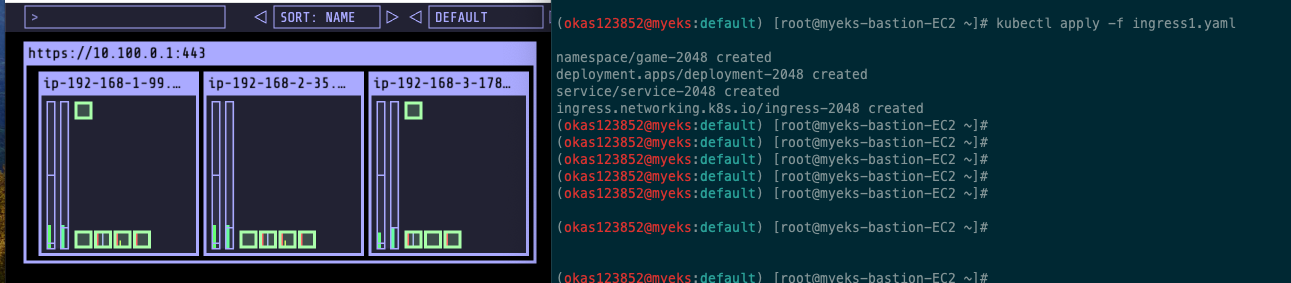 >
◁ SORT: NAME ▷ ◁ DEFAULT
https://10.100.0.1:443
ip-192-168-1-99.… ip-192-168-2-35.… ip-192-168-3-178…
(okas123852@myeks:default) [root@myeks-bastion-EC2 ~]# kubectl apply -f ingress1.yaml
namespace/game-2048 created
deployment.apps/deployment-2048 created
service/service-2048 created
ingress.networking.k8s.io/ingress-2048 created
(okas123852@myeks:default) [root@myeks-bastion-EC2 ~]#
(okas123852@myeks:default) [root@myeks-bastion-EC2 ~]#
(okas123852@myeks:default) [root@myeks-bastion-EC2 ~]#
(okas123852@myeks:default) [root@myeks-bastion-EC2 ~]#
(okas123852@myeks:default) [root@myeks-bastion-EC2 ~]#
(okas123852@myeks:default) [root@myeks-bastion-EC2 ~]#
(okas123852@myeks:default) [root@myeks-bastion-EC2 ~]#